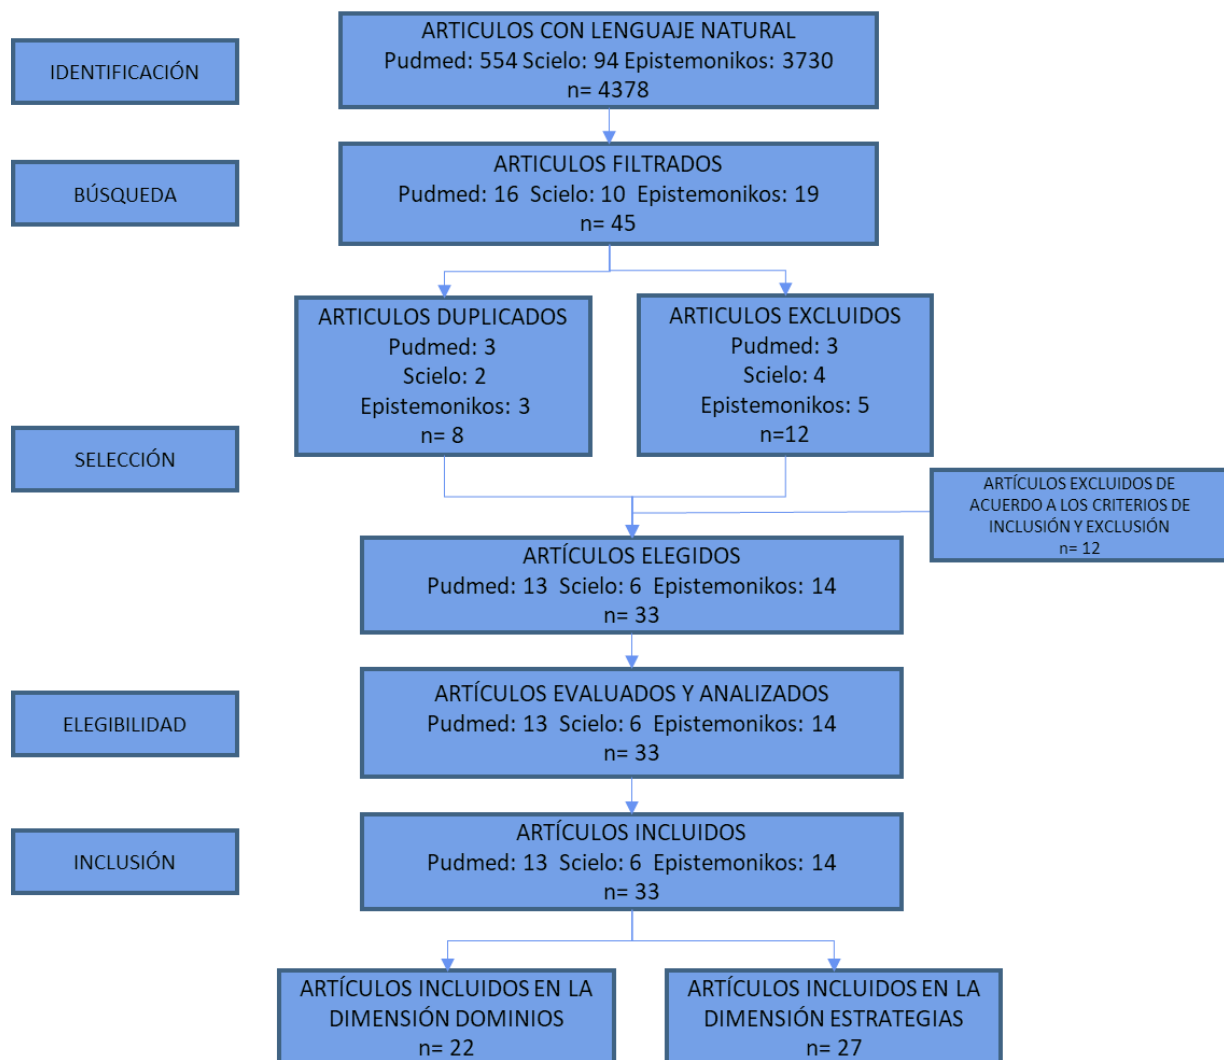 ARTICULOS CON LENGUAJE NATURAL
Pudmed: 554 Scielo: 94 Epistemonikos: 3730
n= 4378
IDENTIFICACIÓN
ARTICULOS FILTRADOS
Pudmed: 16 Scielo: 10 Epistemonikos: 19
n= 45
BÚSQUEDA
ARTICULOS DUPLICADOS
Pudmed: 3
Scielo: 2
Epistemonikos: 3
n= 8
ARTICULOS EXCLUIDOS
Pudmed: 3
Scielo: 4
Epistemonikos: 5
n=12
SELECCIÓN
ARTÍCULOS EXCLUIDOS DE
ACUERDO A LOS CRITERIOS DE
INCLUSIÓN Y EXCLUSIÓN
n= 12
ARTÍCULOS ELEGIDOS
Pudmed: 13 Scielo: 6 Epistemonikos: 14
n= 33
ELEGIBILIDAD
ARTÍCULOS EVALUADOS Y ANALIZADOS
Pudmed: 13 Scielo: 6 Epistemonikos: 14
n= 33
INCLUSIÓN
ARTÍCULOS INCLUIDOS
Pudmed: 13 Scielo: 6 Epistemonikos: 14
n= 33
ARTÍCULOS INCLUIDOS EN LA
DIMENSIÓN DOMINIOS
n= 22
ARTÍCULOS INCLUIDOS EN LA
DIMENSIÓN ESTRATEGIAS
n= 27